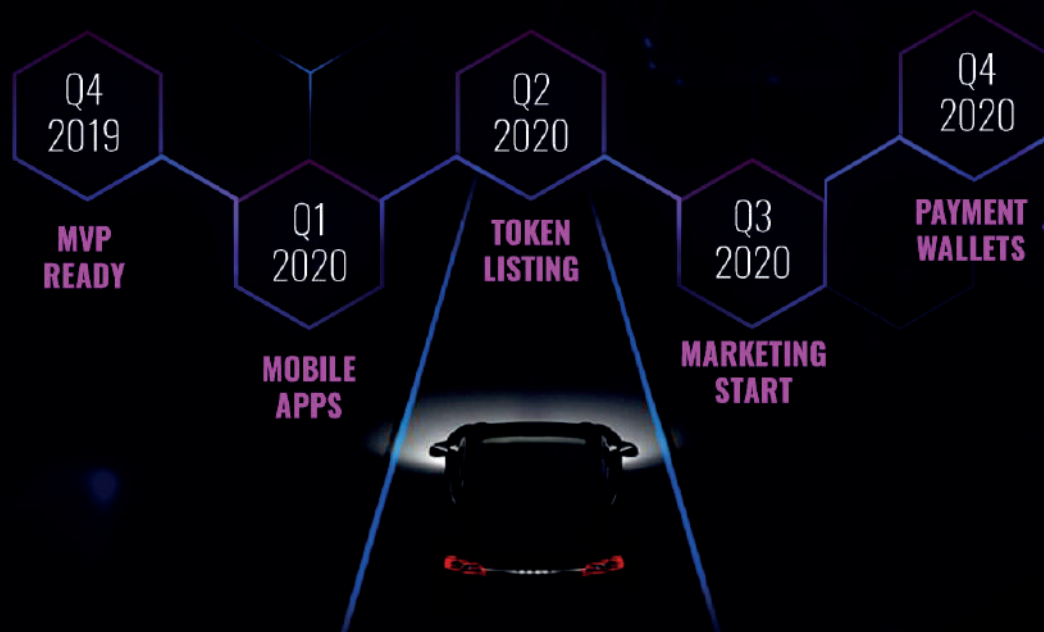 Q4
2019
MVP
READY
Q1
2020
MOBILE
APPS
Q2
2020
TOKEN
LISTING
Q3
2020
MARKETING
START
Q4
2020
PAYMENT
WALLETS